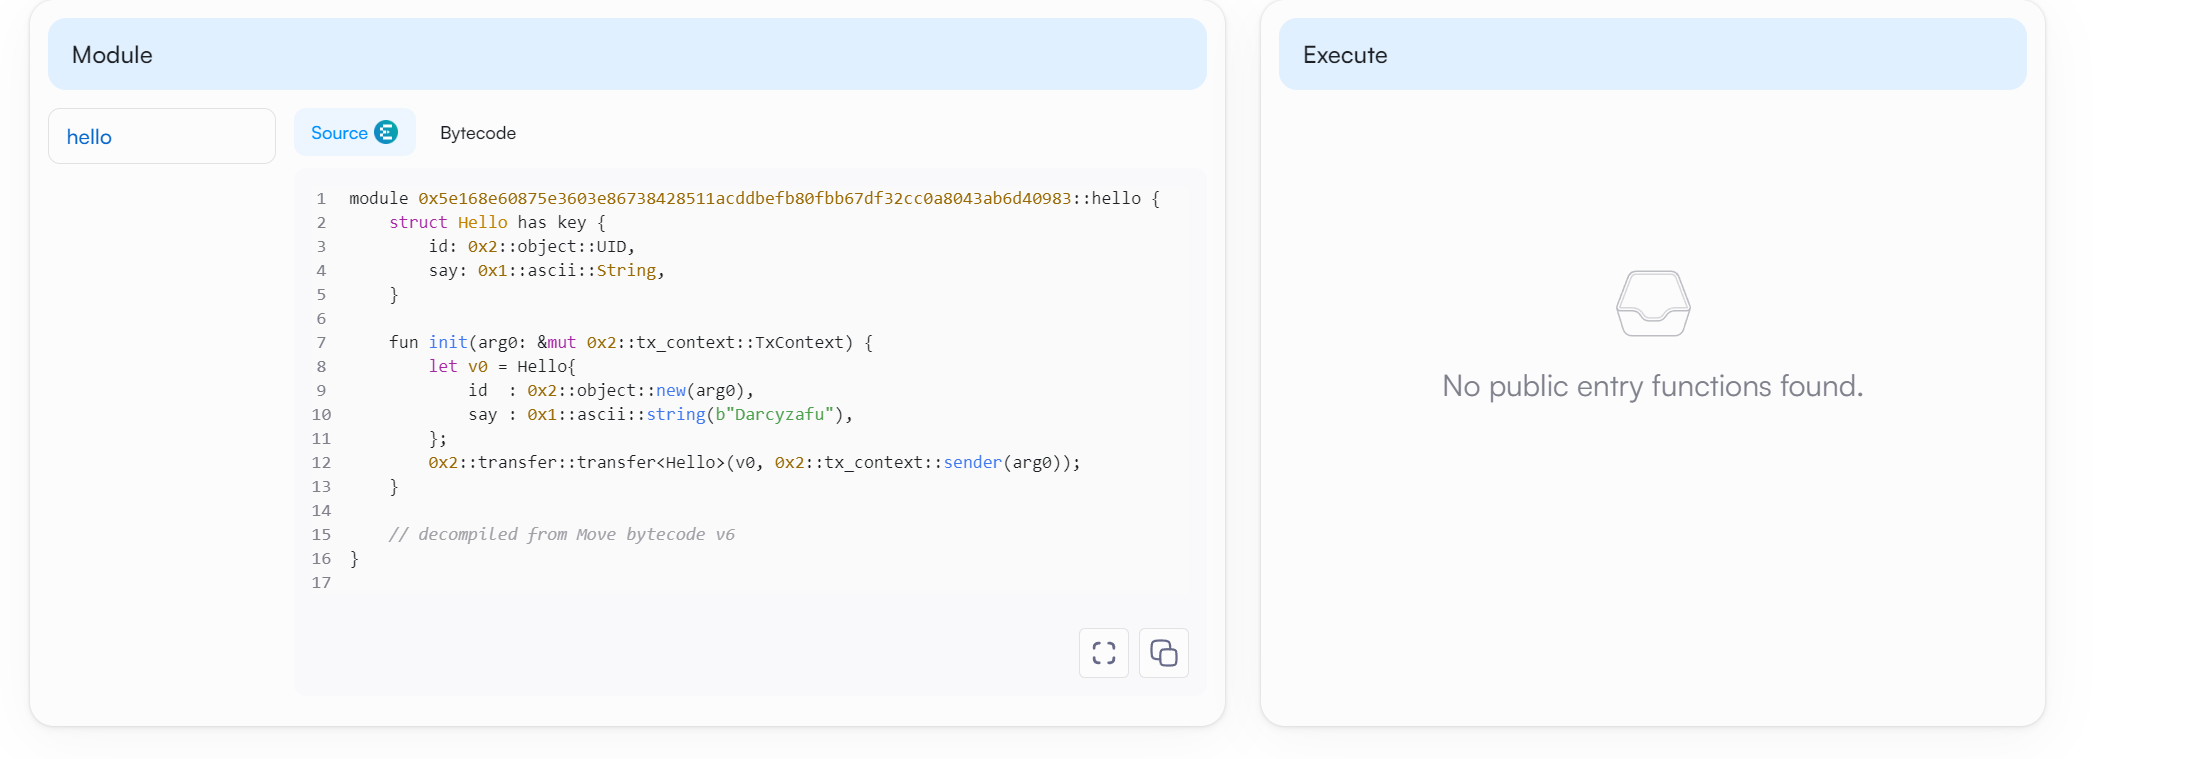 Module
hello
Source
Bytecode
1 module 0x5e168e60875e3603e86738428511acddbefb80fbb67df32cc0a8043ab6d40983::hello {
2     struct Hello has key {
3         id: 0x2::object::UID,
4         say: 0x1::ascii::String,
5     }
6
7     fun init(arg0: &mut 0x2::tx_context::TxContext) {
8         let v0 = Hello{
9             id  : 0x2::object::new(arg0),
10             say : 0x1::ascii::string(b"Darcyzafu"),
11         };
12         0x2::transfer::transfer<Hello>(v0, 0x2::tx_context::sender(arg0));
13     }
14
15     // decompiled from Move bytecode v6
16 }
17
Execute
No public entry functions found.